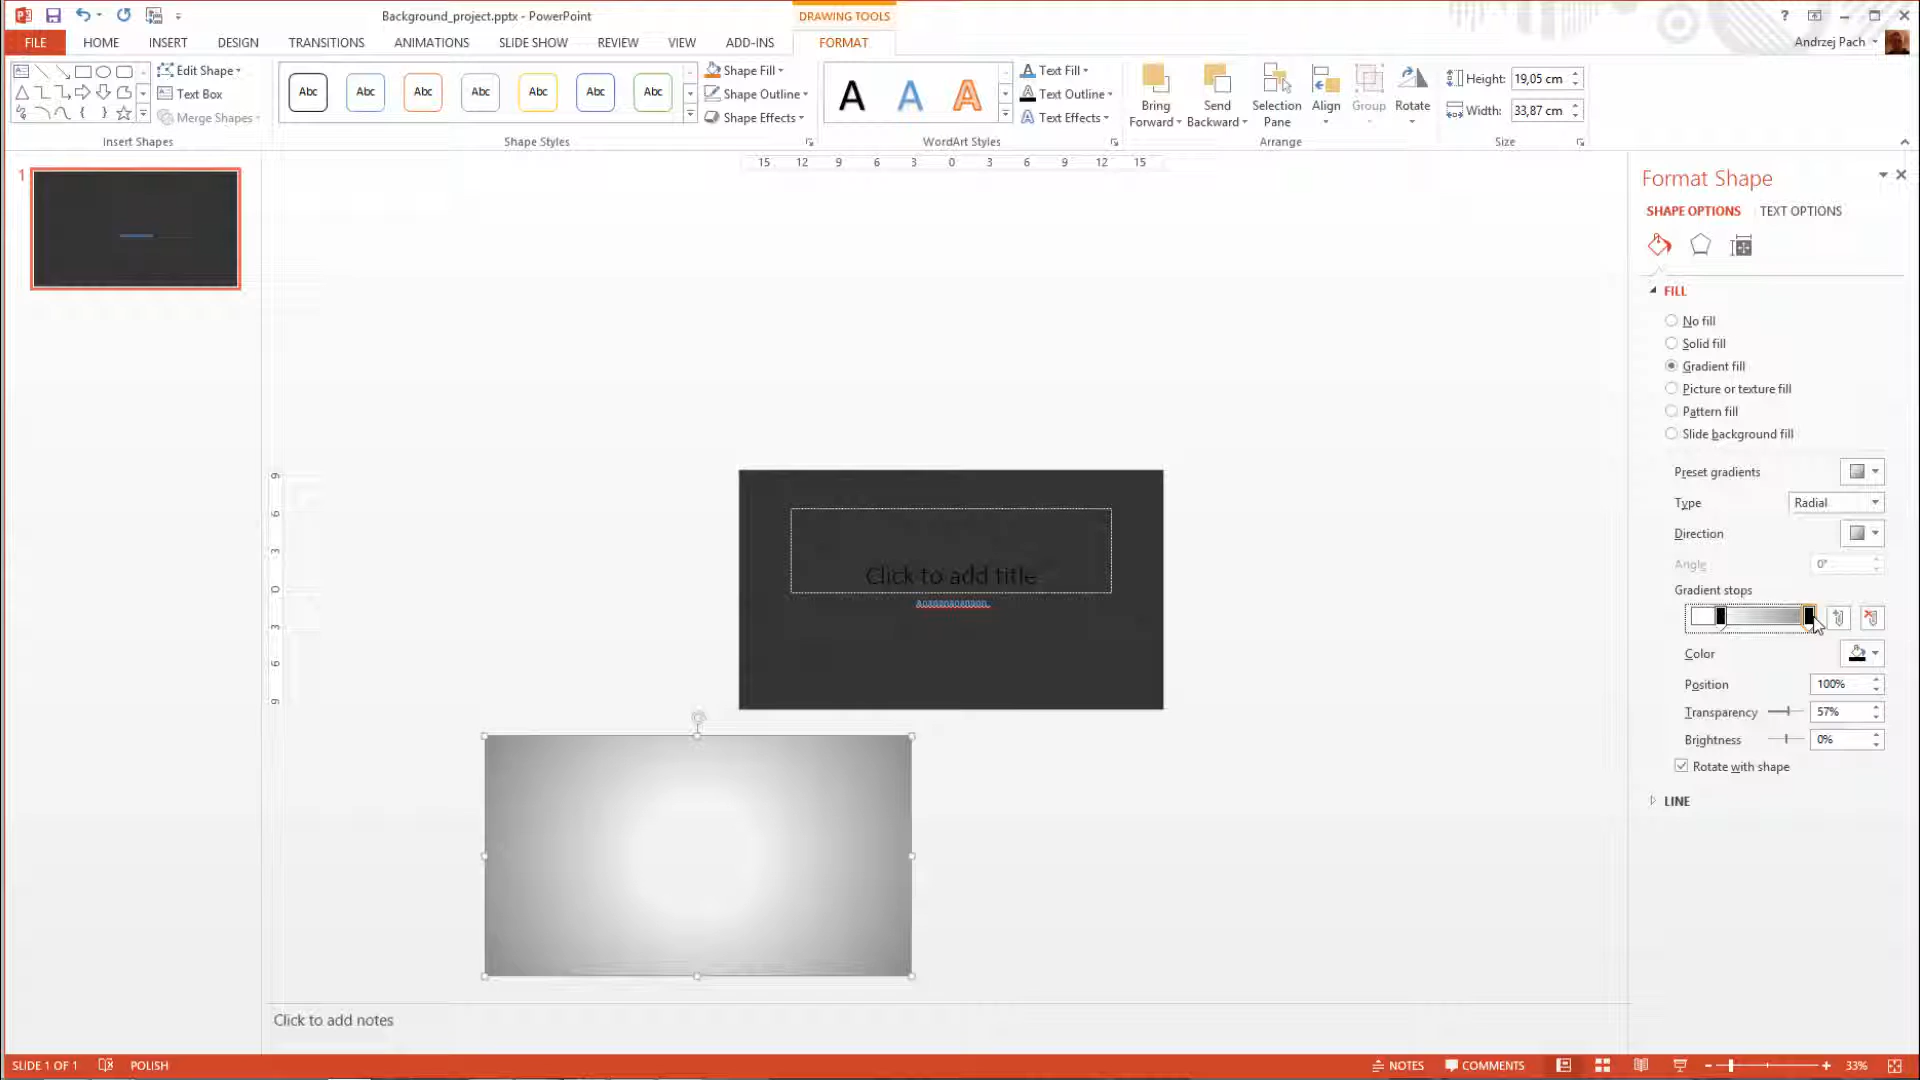 Background_project.pptx - PowerPoint
DRAWING TOOLS
?
FILE HOME INSERT DESIGN TRANSITIONS ANIMATIONS SLIDE SHOW REVIEW VIEW ADD-INS FORMAT
Andrzej Pach
Edit Shape
Text Box
Merge Shapes
Insert Shapes
Abc Abc Abc Abc Abc Abc Abc
Shape Fill
Shape Outline
Shape Effects
Shape Styles
A A A
Text Fill
Text Outline
Text Effects
WordArt Styles
Bring Forward
Send Backward
Selection Pane
Align
Group
Rotate
Arrange
Height: 19,05 cm
Width: 33,87 cm
Size
15 12 9 6 3 0 3 6 9 12 15
1
9
6
3
0
3
6
9
Click to add title
Click to add notes
Format Shape
SHAPE OPTIONS TEXT OPTIONS
FILL
No fill
Solid fill
Gradient fill
Picture or texture fill
Pattern fill
Slide background fill
Preset gradients
Type Radial
Direction
Angle 0°
Gradient stops
Color
Position 100%
Transparency 57%
Brightness 0%
Rotate with shape
LINE
SLIDE 1 OF 1 POLISH NOTES COMMENTS 33%